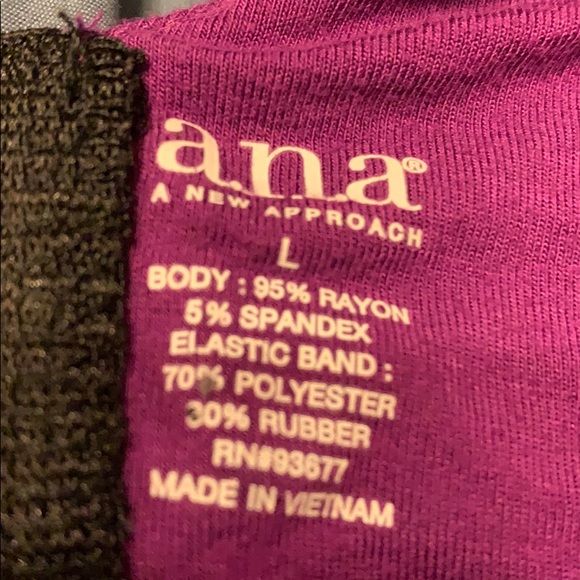 a.n.a®
A NEW APPROACH
L
BODY : 95% RAYON
5% SPANDEX
ELASTIC BAND :
70% POLYESTER
30% RUBBER
RN#93677
MADE IN VIETNAM